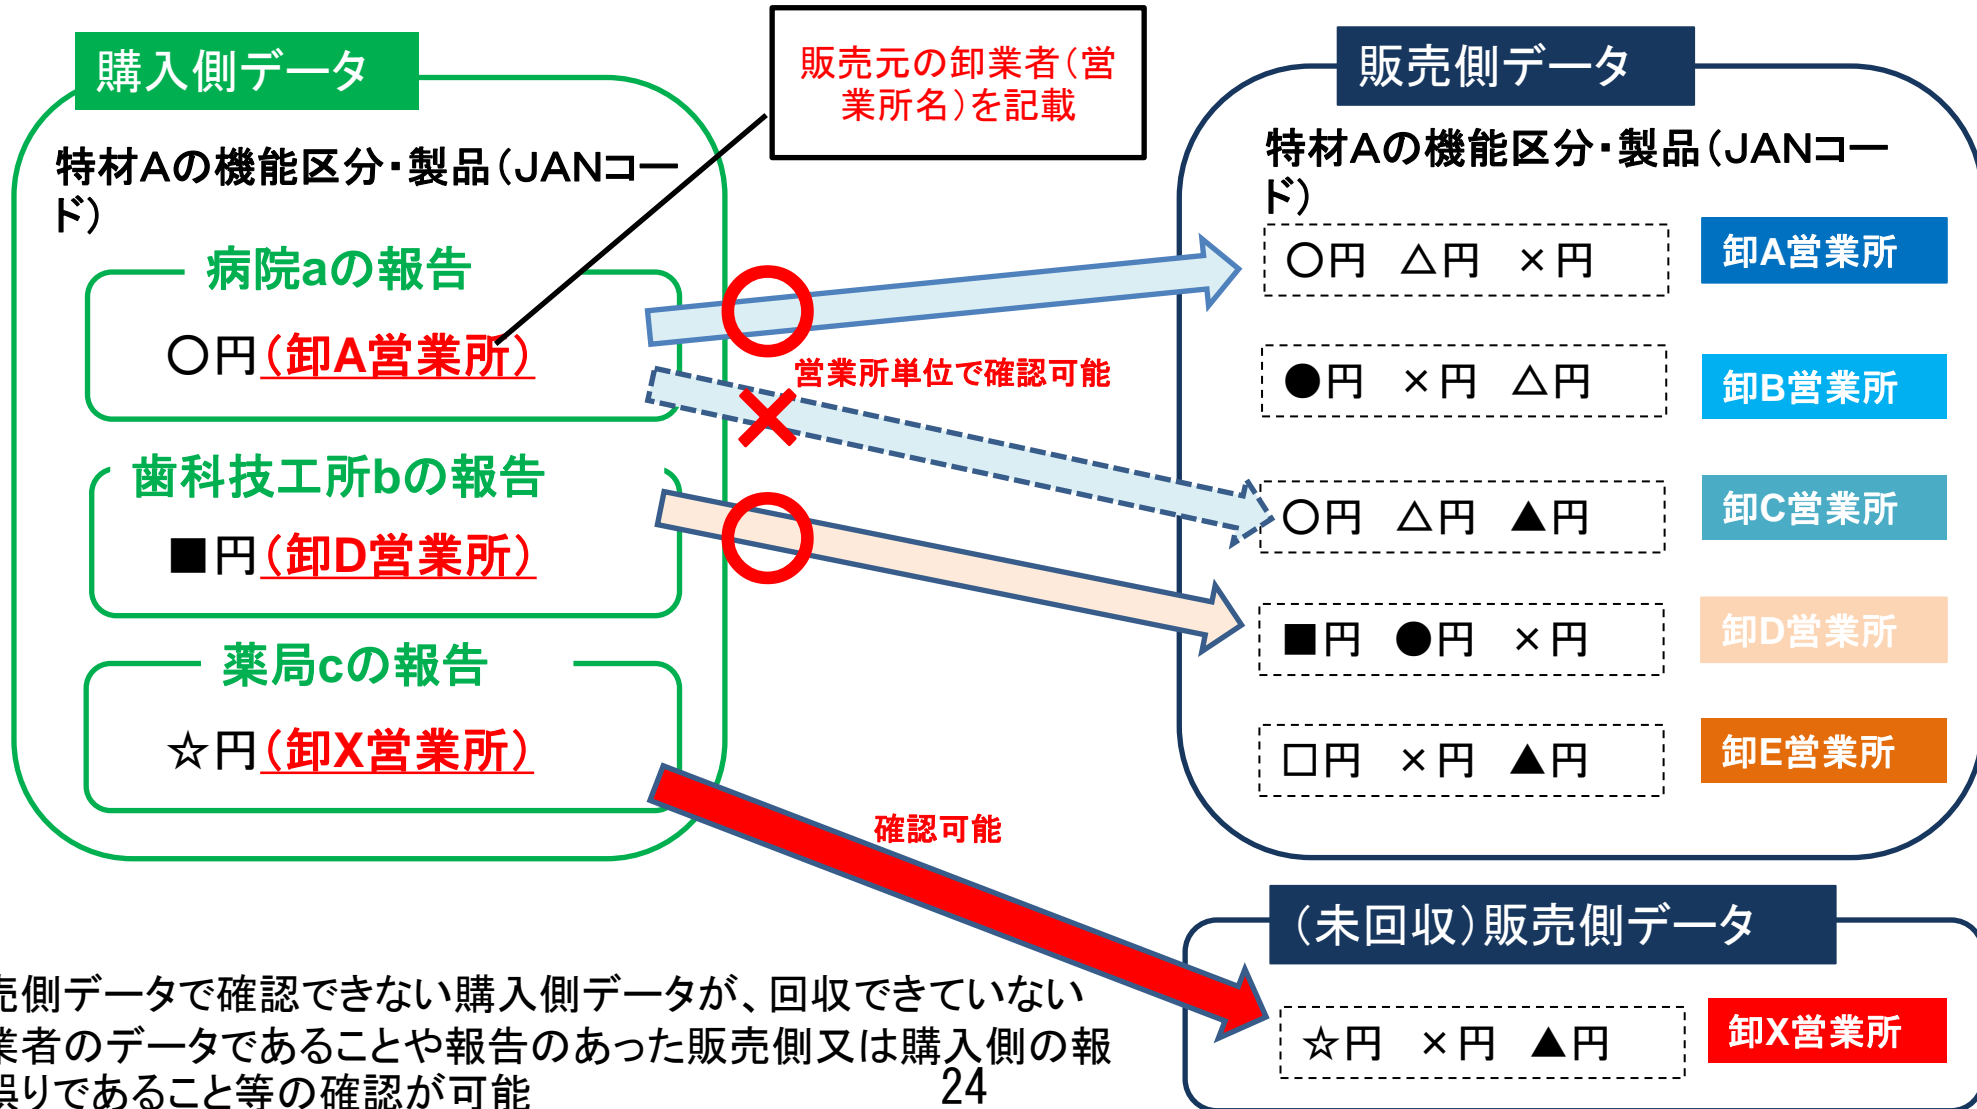 購入側データ
特材Aの機能区分・製品(JANコー
ド)
病院aの報告
○円(卸A営業所)
歯科技工所bの報告
■円(卸D営業所)
薬局cの報告
☆円(卸X営業所)
販売元の卸業者(営
業所名)を記載
営業所単位で確認可能
確認可能
販売側データ
特材Aの機能区分・製品(JANコー
ド)
○円 △円 ×円 卸A営業所
●円 ×円 △円 卸B営業所
○円 △円 ▲円 卸C営業所
■円 ●円 ×円 卸D営業所
□円 ×円 ▲円 卸E営業所
(未回収)販売側データ
☆円 ×円 ▲円 卸X営業所
売側データで確認できない購入側データが、回収できていない
業者のデータであることや報告のあった販売側又は購入側の報
誤りであること等の確認が可能
24